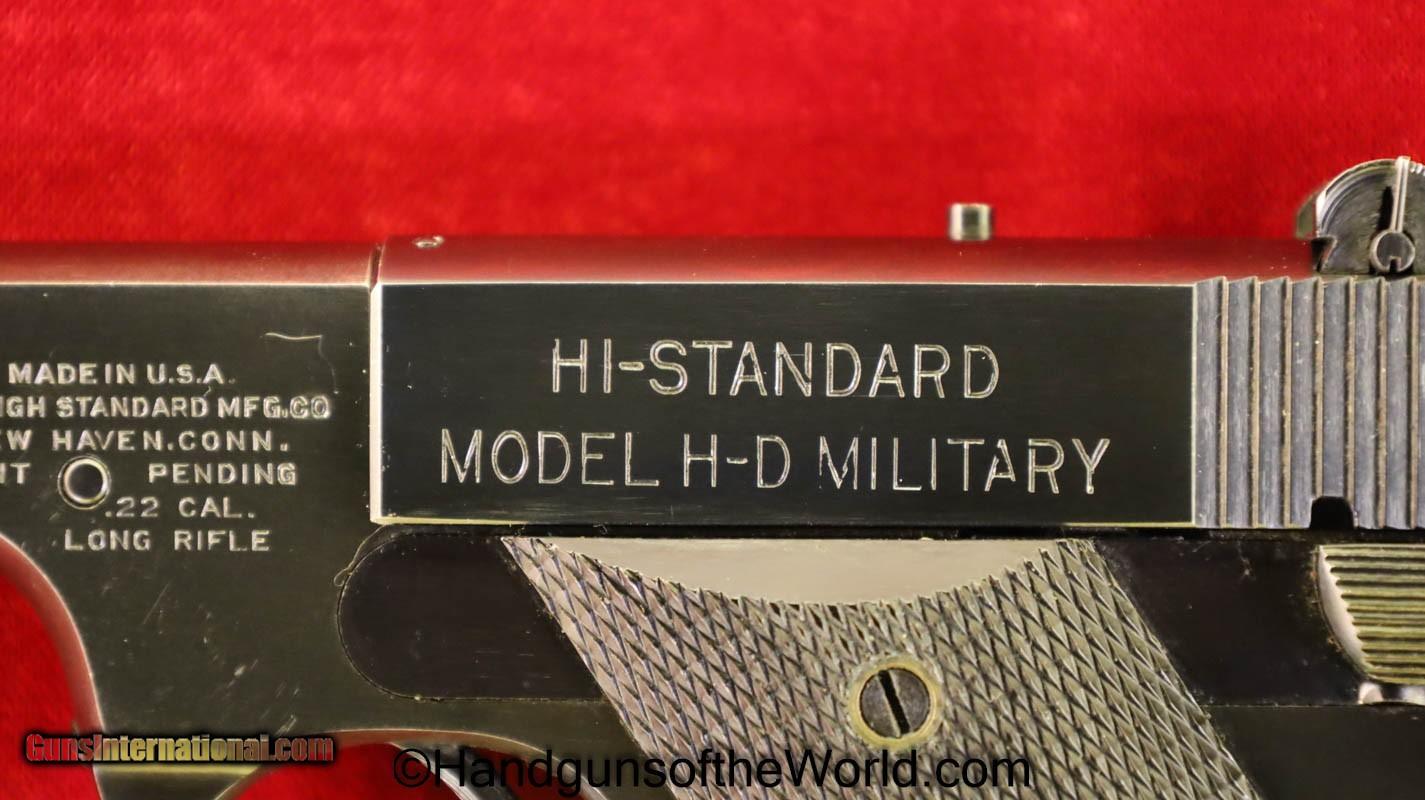 MADE IN U.S.A.
IGH STANDARD MFG.CO
EW HAVEN.CONN.
NT PENDING
.22 CAL.
LONG RIFLE
HI-STANDARD
MODEL H-D MILITARY
GunsInternational.com
©HandgunsoftheWorld.com